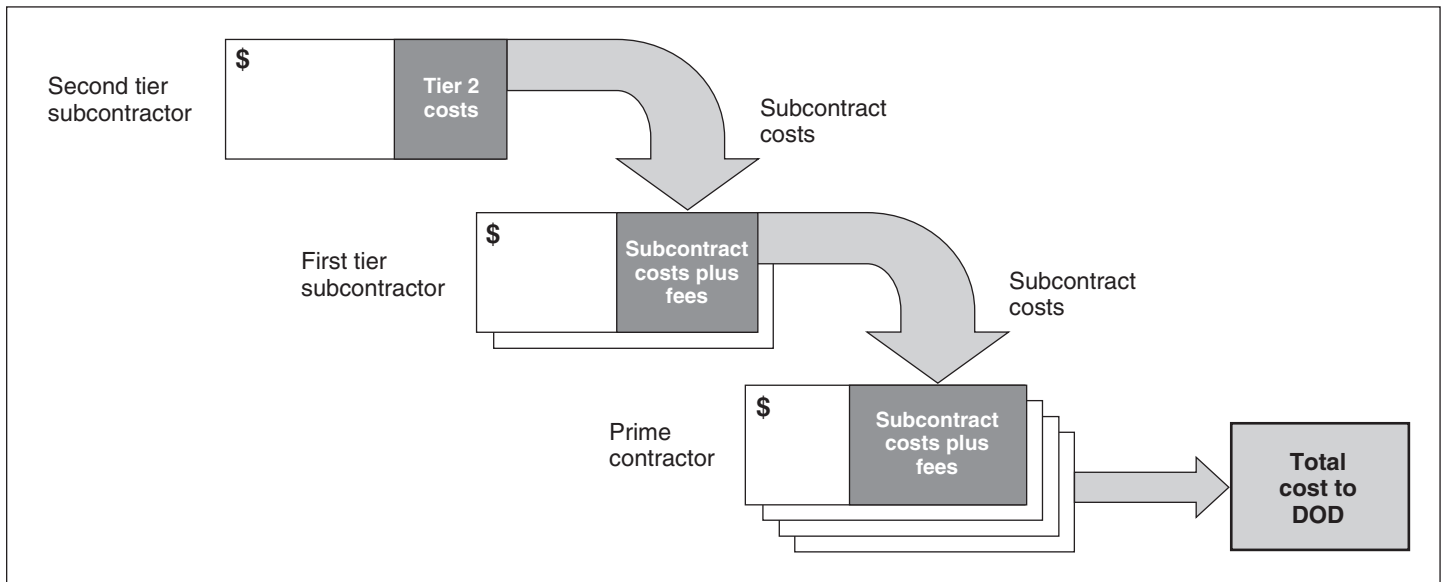 Second tier
subcontractor
$
Tier 2
costs
Subcontract
costs
First tier
subcontractor
$
Subcontract
costs plus
fees
Subcontract
costs
Prime
contractor
$
Subcontract
costs plus
fees
Total
cost to
DOD